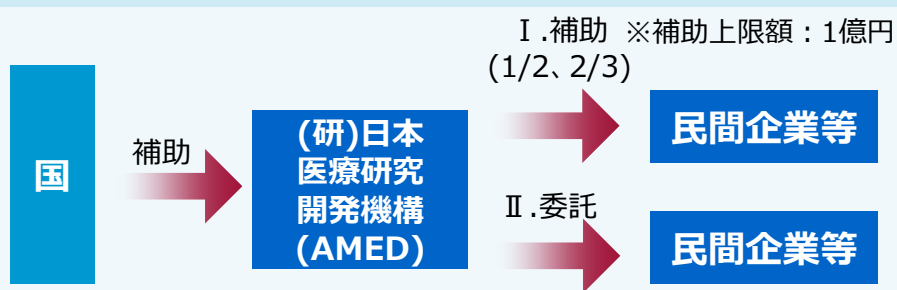 Ⅰ.補助 ※補助上限額：1億円
(1/2、2/3)
国
補助
(研)日本
医療研究
開発機構
(AMED)
民間企業等
Ⅱ.委託
民間企業等